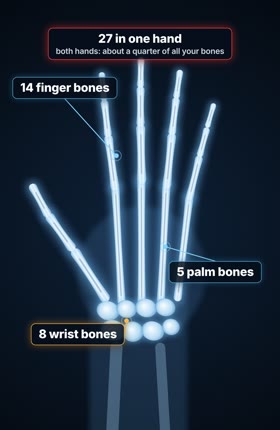 27 in one hand
both hands: about a quarter of all your bones
14 finger bones
5 palm bones
8 wrist bones